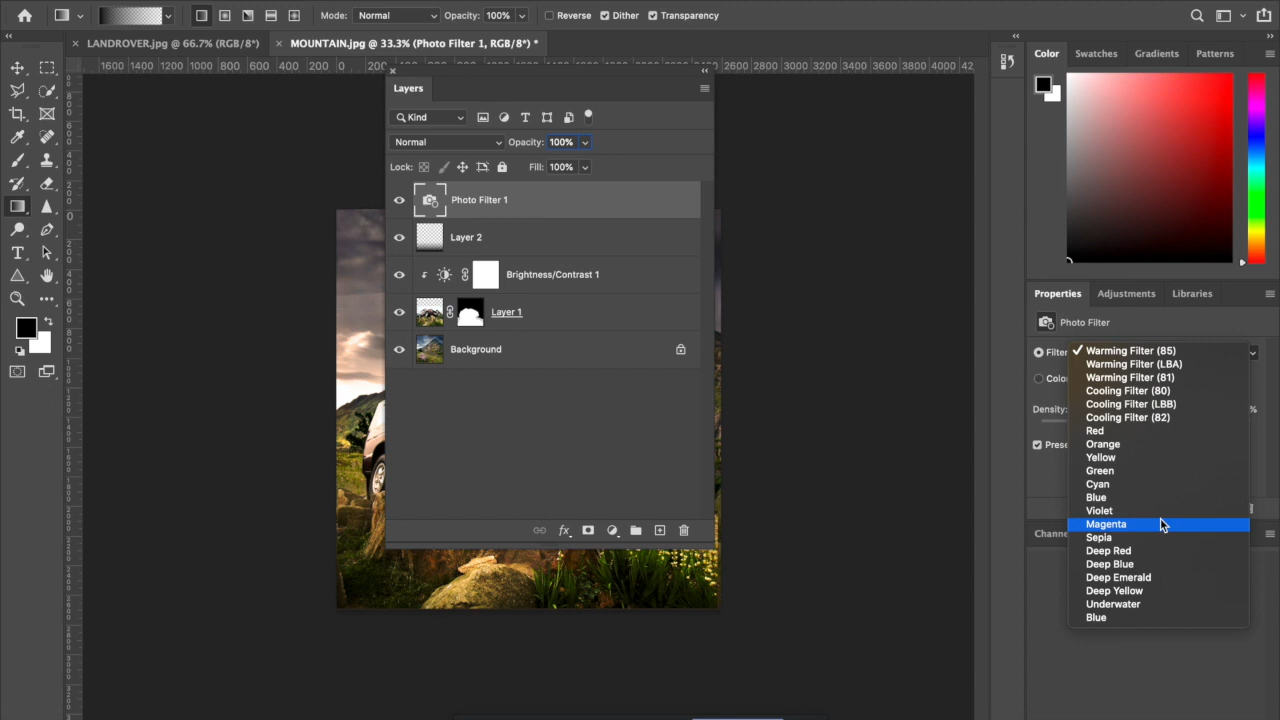 Mode: Normal Opacity: 100% Reverse Dither Transparency
LANDROVER.jpg @ 66.7% (RGB/8*) MOUNTAIN.jpg @ 33.3% (Photo Filter 1, RGB/8*) *
1600 1400 1200 1000 800 600 400 200 0 200 2600 2800 3000 3200 3400 3600 3800 4000 42
Layers
Kind
Normal Opacity: 100%
Lock: Fill: 100%
Photo Filter 1
Layer 2
Brightness/Contrast 1
Layer 1
Background
fx
Color Swatches Gradients Patterns
Properties Adjustments Libraries
Photo Filter
Filter
Warming Filter (85)
Warming Filter (LBA)
Colo
Warming Filter (81)
Cooling Filter (80)
Density:
%
Cooling Filter (LBB)
Cooling Filter (82)
Red
Prese
Orange
Yellow
Green
Cyan
Blue
Violet
Magenta
Channe
Sepia
Deep Red
Deep Blue
Deep Emerald
Deep Yellow
Underwater
Blue